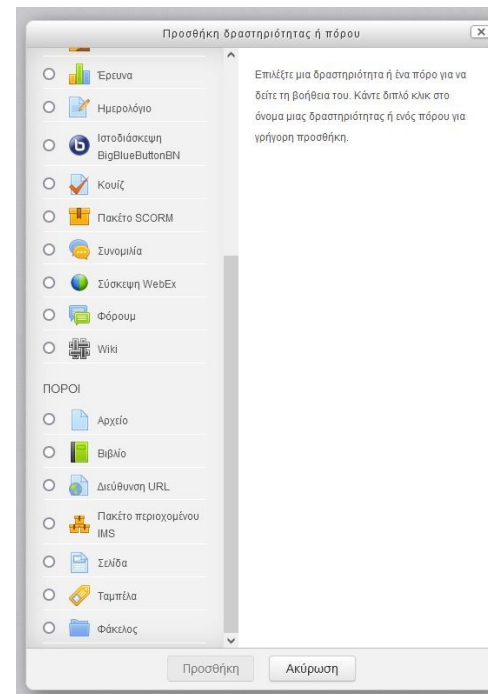 Προσθήκη δραστηριότητας ή πόρου
Έρευνα
Ημερολόγιο
Ιστοδιάσκεψη
BigBlueButtonBN
Κουίζ
Πακέτο SCORM
Συνομιλία
Σύσκεψη WebEx
Φόρουμ
Wiki
ΠΟΡΟΙ
Αρχείο
Βιβλίο
Διεύθυνση URL
Πακέτο περιοχομένου
IMS
Σελίδα
Ταμπέλα
Φάκελος
Επιλέξτε μια δραστηριότητα ή ένα πόρο για να
δείτε τη βοήθεια του. Κάντε διπλό κλικ στο
όνομα μιας δραστηριότητας ή ενός πόρου για
γρήγορη προσθήκη.
Προσθήκη
Ακύρωση